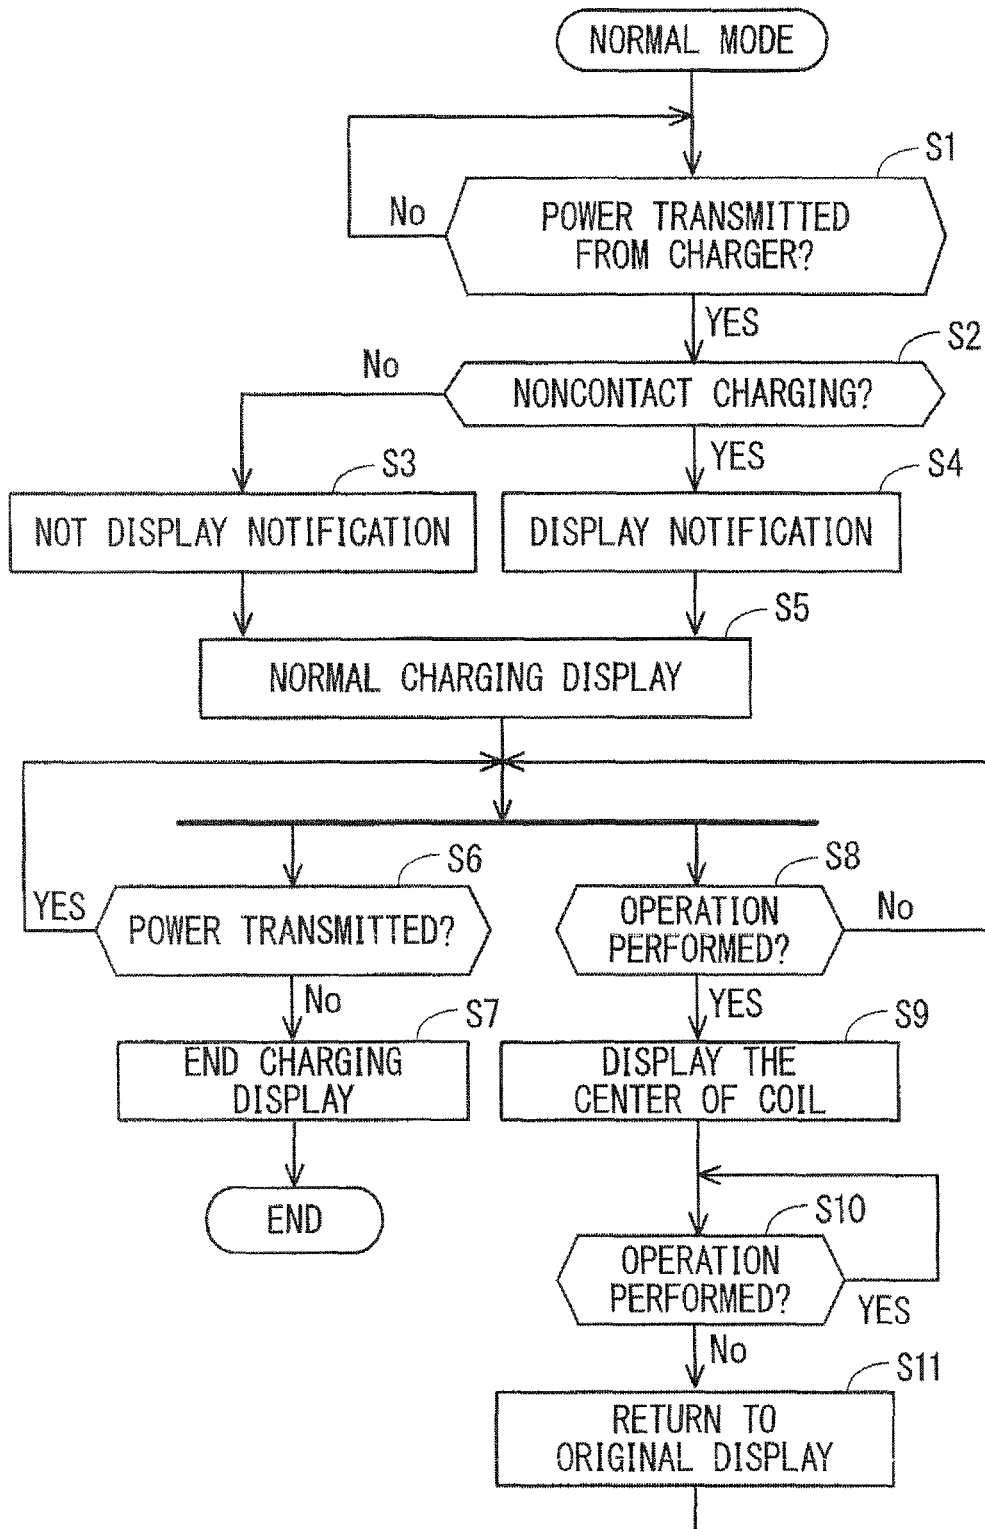 NORMAL MODE
S1
No
POWER TRANSMITTED
FROM CHARGER?
YES
S2
No
NONCONTACT CHARGING?
YES
S3
S4
NOT DISPLAY NOTIFICATION
DISPLAY NOTIFICATION
S5
NORMAL CHARGING DISPLAY
S6
S8
YES
POWER TRANSMITTED?
OPERATION
PERFORMED?
No
No
YES
S7
S9
END CHARGING
DISPLAY
DISPLAY THE
CENTER OF COIL
END
S10
OPERATION
PERFORMED?
YES
No
S11
RETURN TO
ORIGINAL DISPLAY